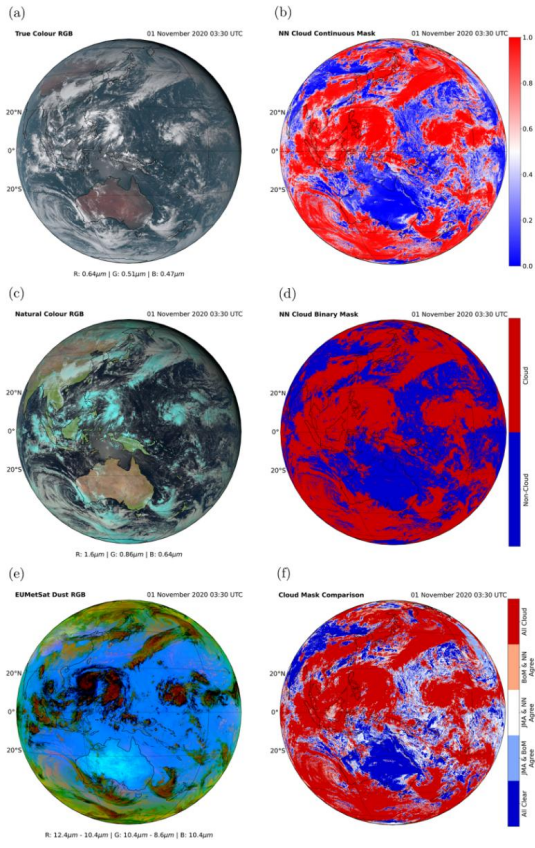 (a)
True Colour RGB 01 November 2020 03:30 UTC
20°N
0°
20°S
R: 0.64μm | G: 0.51μm | B: 0.47μm
(b)
NN Cloud Continuous Mask 01 November 2020 03:30 UTC
20°N
0°
20°S
1.0
0.8
0.6
0.4
0.2
0.0
(c)
Natural Colour RGB 01 November 2020 03:30 UTC
20°N
0°
20°S
R: 1.6μm | G: 0.86μm | B: 0.64μm
(d)
NN Cloud Binary Mask 01 November 2020 03:30 UTC
20°N
0°
20°S
Cloud
Non-Cloud
(e)
EUMetSat Dust RGB 01 November 2020 03:30 UTC
20°N
0°
20°S
R: 12.4μm - 10.4μm | G: 10.4μm - 8.6μm | B: 10.4μm
(f)
Cloud Mask Comparison 01 November 2020 03:30 UTC
20°N
0°
20°S
All Cloud
BoM & NN
Agree
JMA & NN
Agree
JMA & BoM
Agree
All Clear